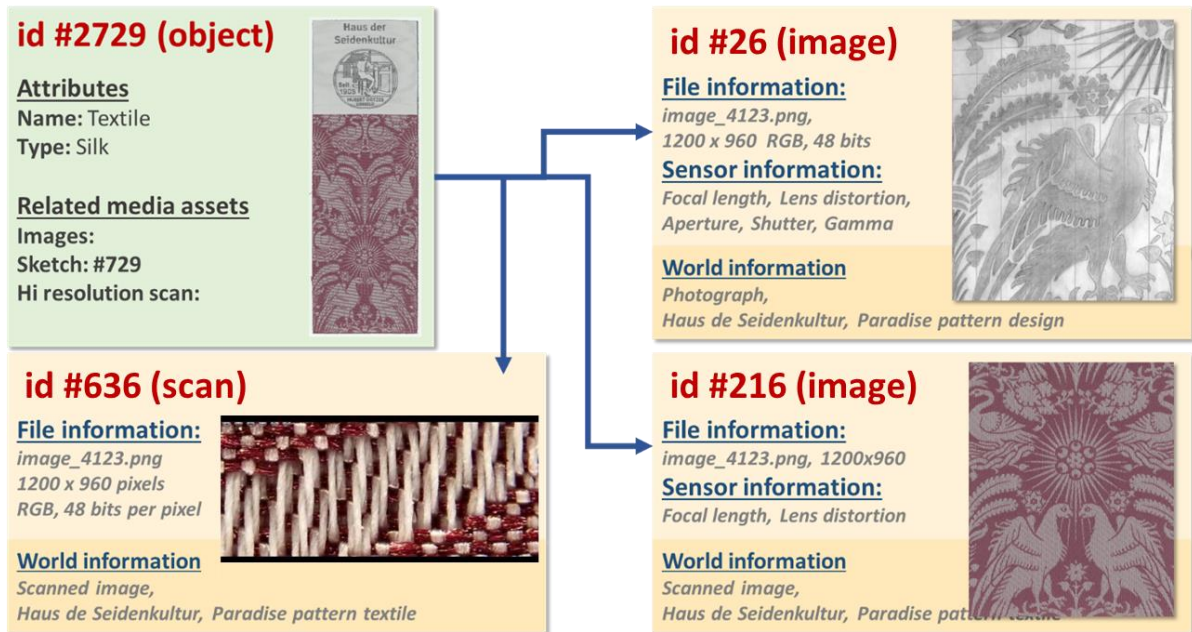 id #2729 (object)
Attributes
Name: Textile
Type: Silk
Related media assets
Images:
Sketch: #729
Hi resolution scan:
Haus der
Seidenkultur
Seit
1905
id #26 (image)
File information:
image_4123.png,
1200 x 960 RGB, 48 bits
Sensor information:
Focal length, Lens distortion,
Aperture, Shutter, Gamma
World information
Photograph,
Haus de Seidenkultur, Paradise pattern design
id #636 (scan)
File information:
image_4123.png
1200 x 960 pixels
RGB, 48 bits per pixel
World information
Scanned image,
Haus de Seidenkultur, Paradise pattern textile
id #216 (image)
File information:
image_4123.png, 1200x960
Sensor information:
Focal length, Lens distortion
World information
Scanned image,
Haus de Seidenkultur, Paradise pattern textile